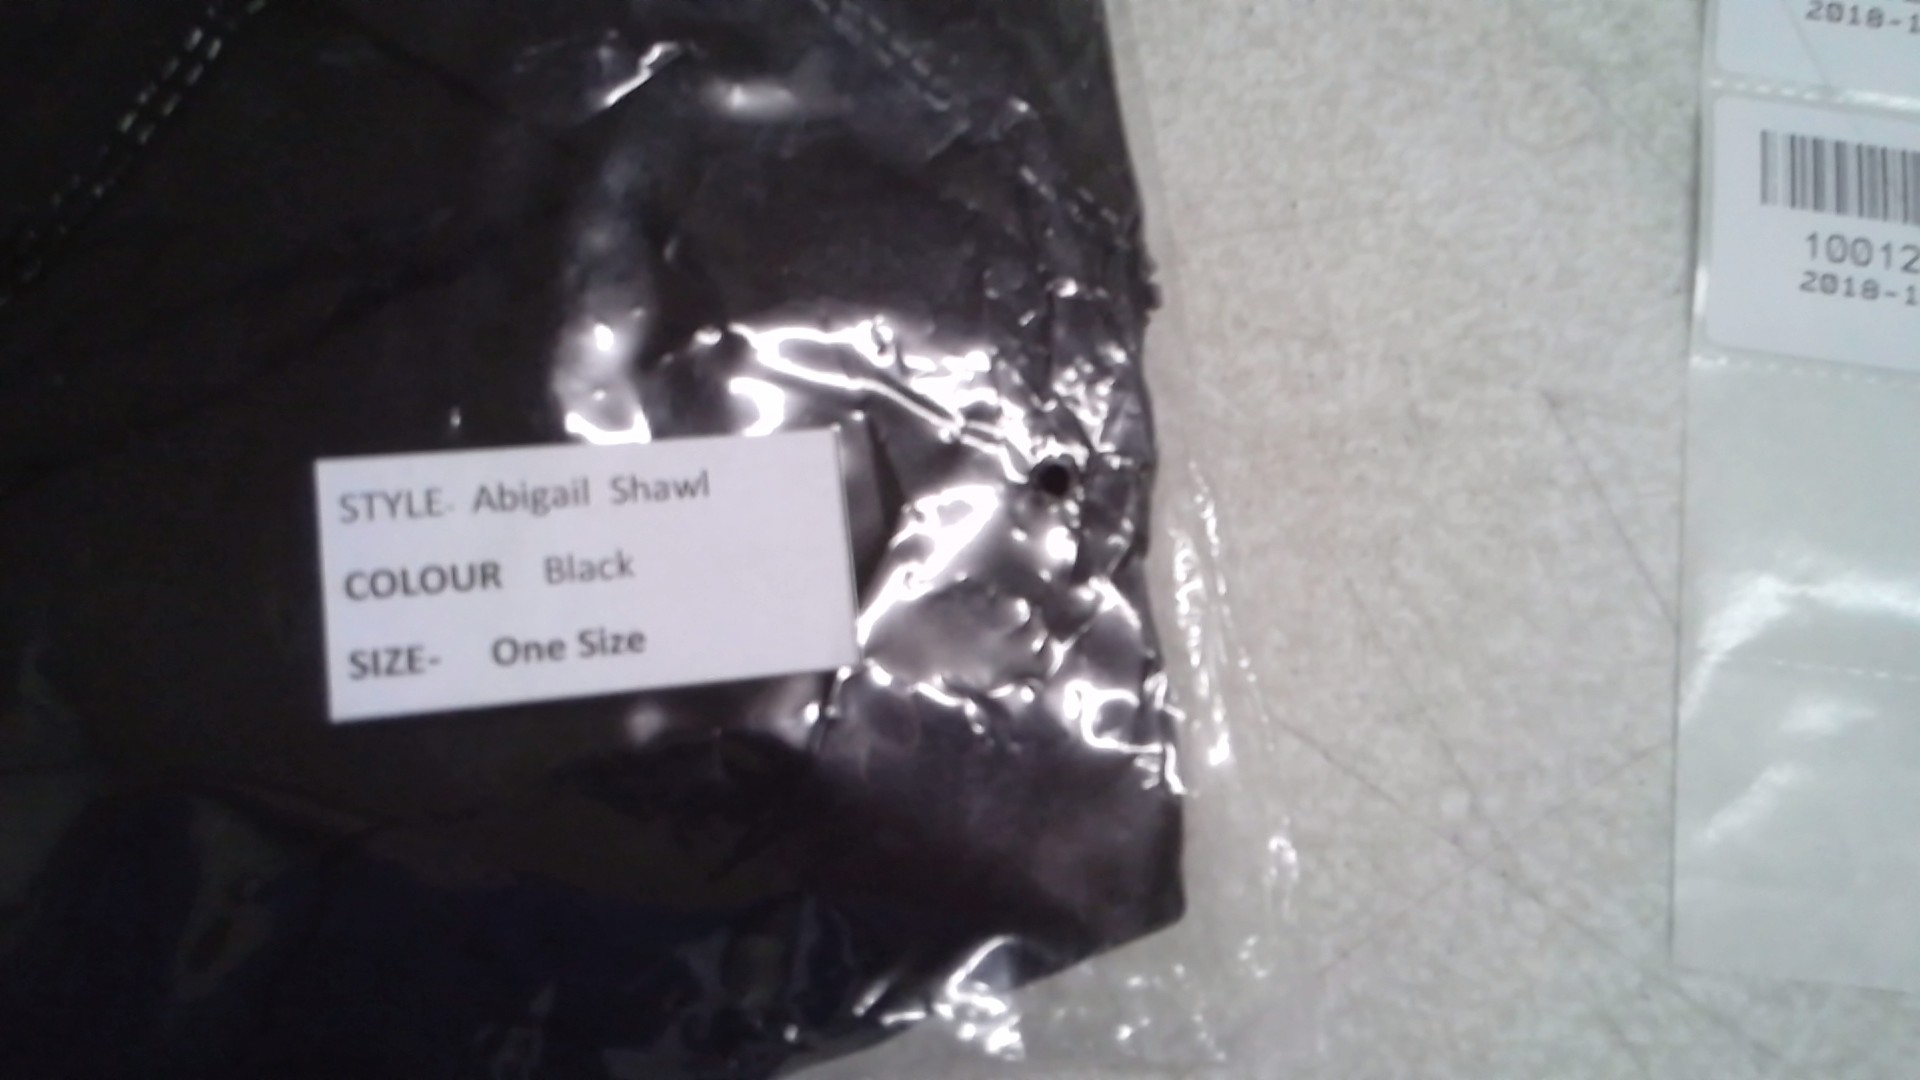 STYLE- Abigail Shawl
COLOUR Black
SIZE- One Size
2018-1
10012
2018-1